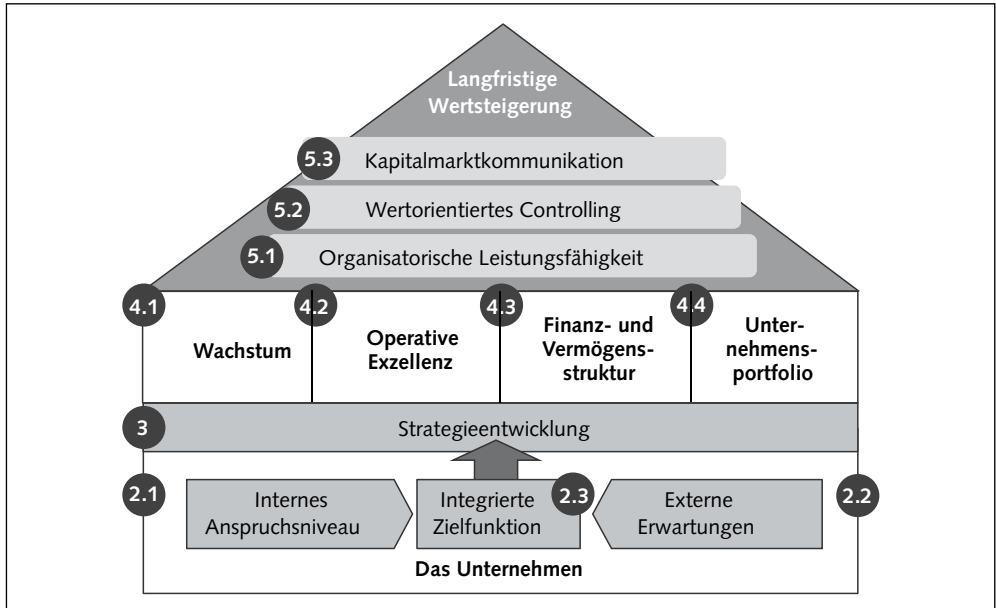 Langfristige
Wertsteigerung
5.3 Kapitalmarktkommunikation
5.2 Wertorientiertes Controlling
5.1 Organisatorische Leistungsfähigkeit
4.1 4.2 4.3 4.4
Wachstum
Operative
Exzellenz
Finanz- und
Vermögens-
struktur
Unter-
nehmens-
portfolio
3 Strategieentwicklung
2.1
Internes
Anspruchsniveau
Integrierte
Zielfunktion
2.3
Externe
Erwartungen
2.2
Das Unternehmen